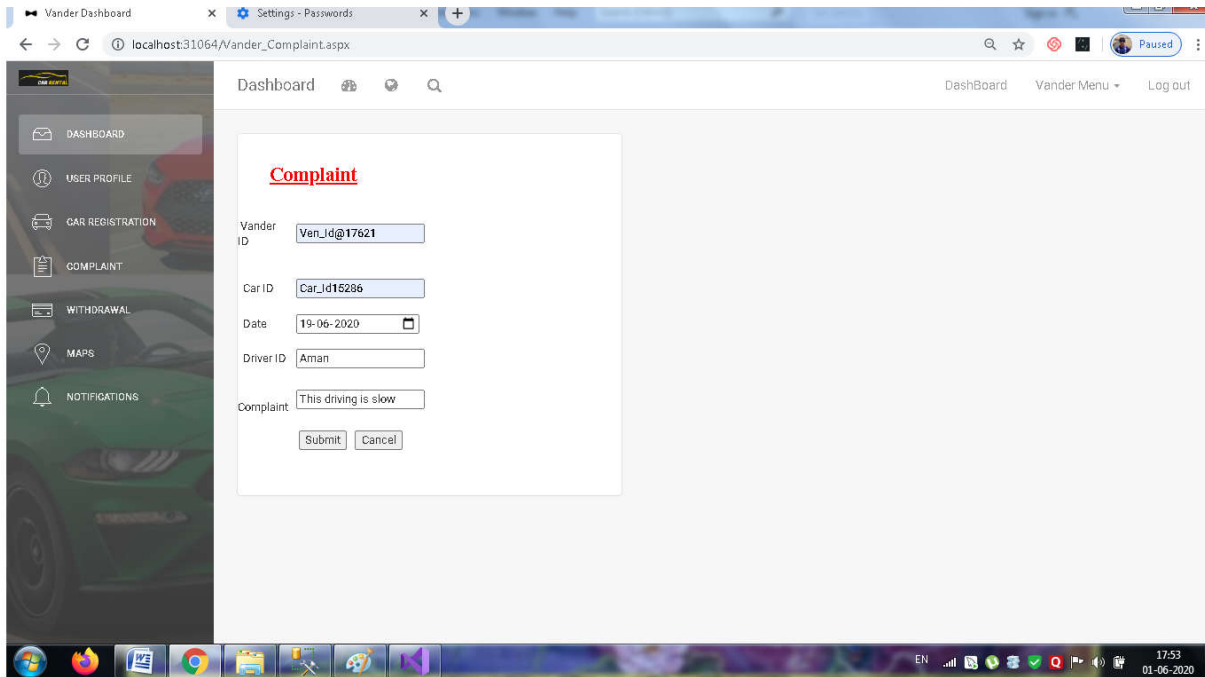 Vander Dashboard
Settings - Passwords
localhost:31064/Vander_Complaint.aspx
Paused
CAR RENTAL
Dashboard
DashBoard
Vander Menu
Log out
DASHBOARD
USER PROFILE
CAR REGISTRATION
COMPLAINT
WITHDRAWAL
MAPS
NOTIFICATIONS
Complaint
Vander
ID
Ven_Id@17621
Car ID
Car_Id15286
Date
19-06-2020
Driver ID
Aman
Complaint
This driving is slow
Submit
Cancel
EN
17:53
01-06-2020